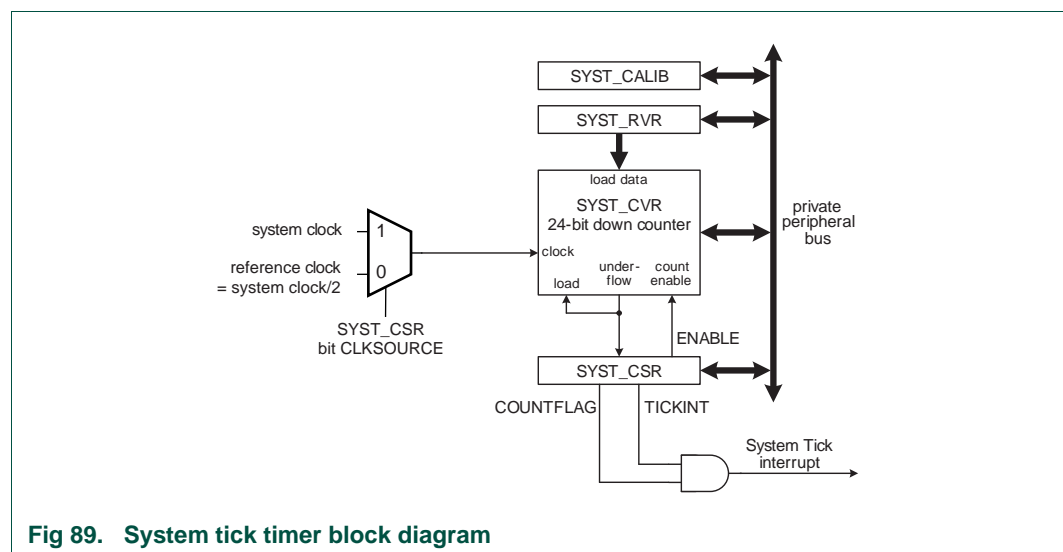 SYST_CALIB
SYST_RVR
load data
SYST_CVR
24-bit down counter
private
peripheral
bus
system clock
1
clock
reference clock
= system clock/2
0
under-
flow
count
enable
load
SYST_CSR
bit CLKSOURCE
ENABLE
SYST_CSR
COUNTFLAG
TICKINT
System Tick
interrupt
Fig 89. System tick timer block diagram